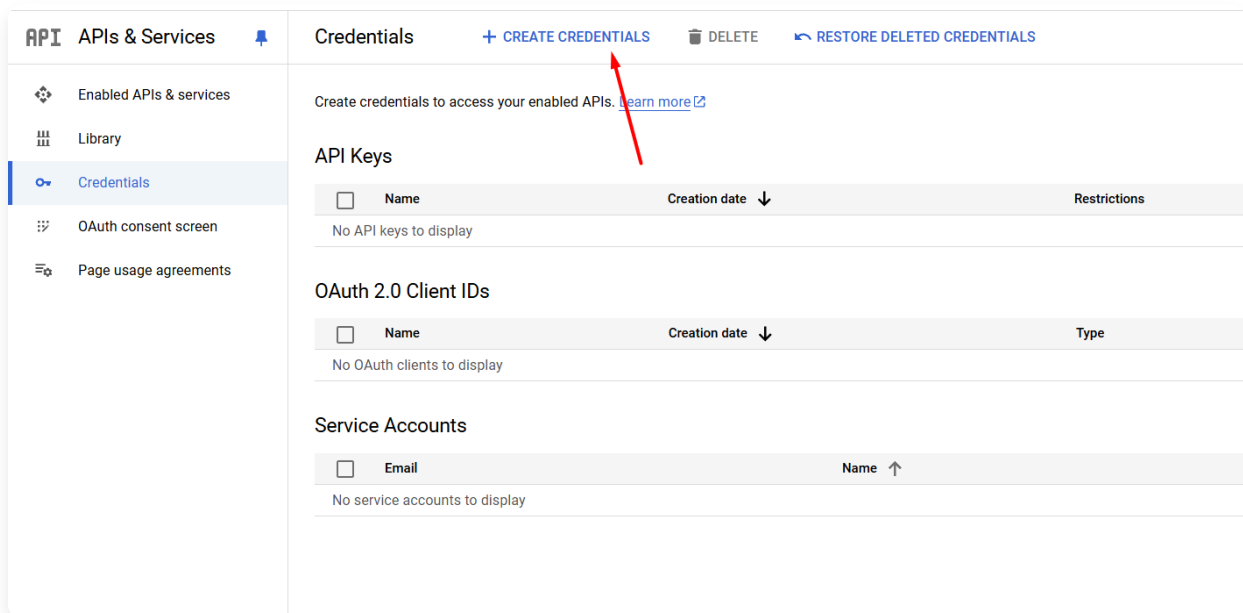 API APIs & Services
Credentials + CREATE CREDENTIALS DELETE RESTORE DELETED CREDENTIALS
Enabled APIs & services
Library
Credentials
OAuth consent screen
Page usage agreements
Create credentials to access your enabled APIs. Learn more
API Keys
Name Creation date Restrictions
No API keys to display
OAuth 2.0 Client IDs
Name Creation date Type
No OAuth clients to display
Service Accounts
Email Name
No service accounts to display